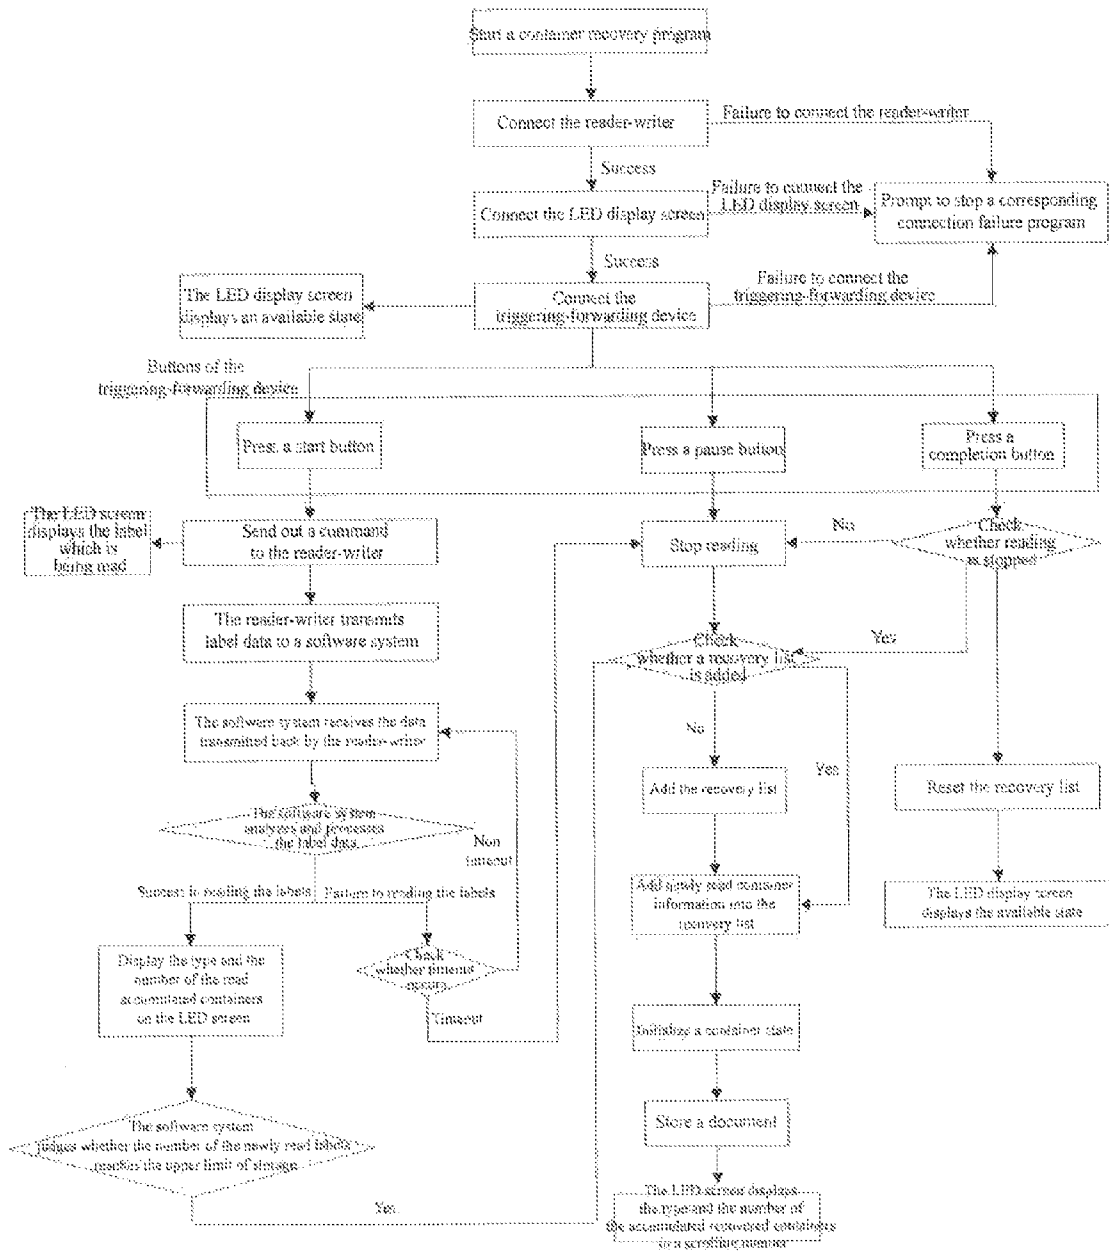 Start a container recovery program
Connect the reader-writer
Failure to connect the reader-writer
Success
Connect the LED display screen
Failure to connect the
LED display screen
Prompt to stop a corresponding
connection failure program
Success
The LED display screen
displays an available state
Connect the
triggering-forwarding device
Failure to connect the
triggering-forwarding device
Buttons of the
triggering-forwarding device
Press a start button
Press a pause button
Press a
completion button
The LED screen
displays the label
which is
being read
Send out a command
to the reader-writer
Stop reading
No
Check
whether reading
is stopped
The reader-writer transmits
label data to a software system
Yes
Check
whether a recovery list
is added
The software system receives the data
transmitted back by the reader-writer
No
Yes
Add the recovery list
Reset the recovery list
The software system
analyzes and processes
the label data
Non
timeout
Success in reading the labels
Failure to reading the labels
Add newly read container
information into the
recovery list
The LED display screen
displays the available state
Display the type and the
number of the read
accumulated containers
on the LED screen
Check
whether timeout
occurs
Timeout
Initialize a container state
The software system
judges whether the number of the newly read labels
reaches the upper limit of storage
Store a document
Yes
The LED screen displays
the type and the number of
the accumulated recovered containers
in a scrolling manner